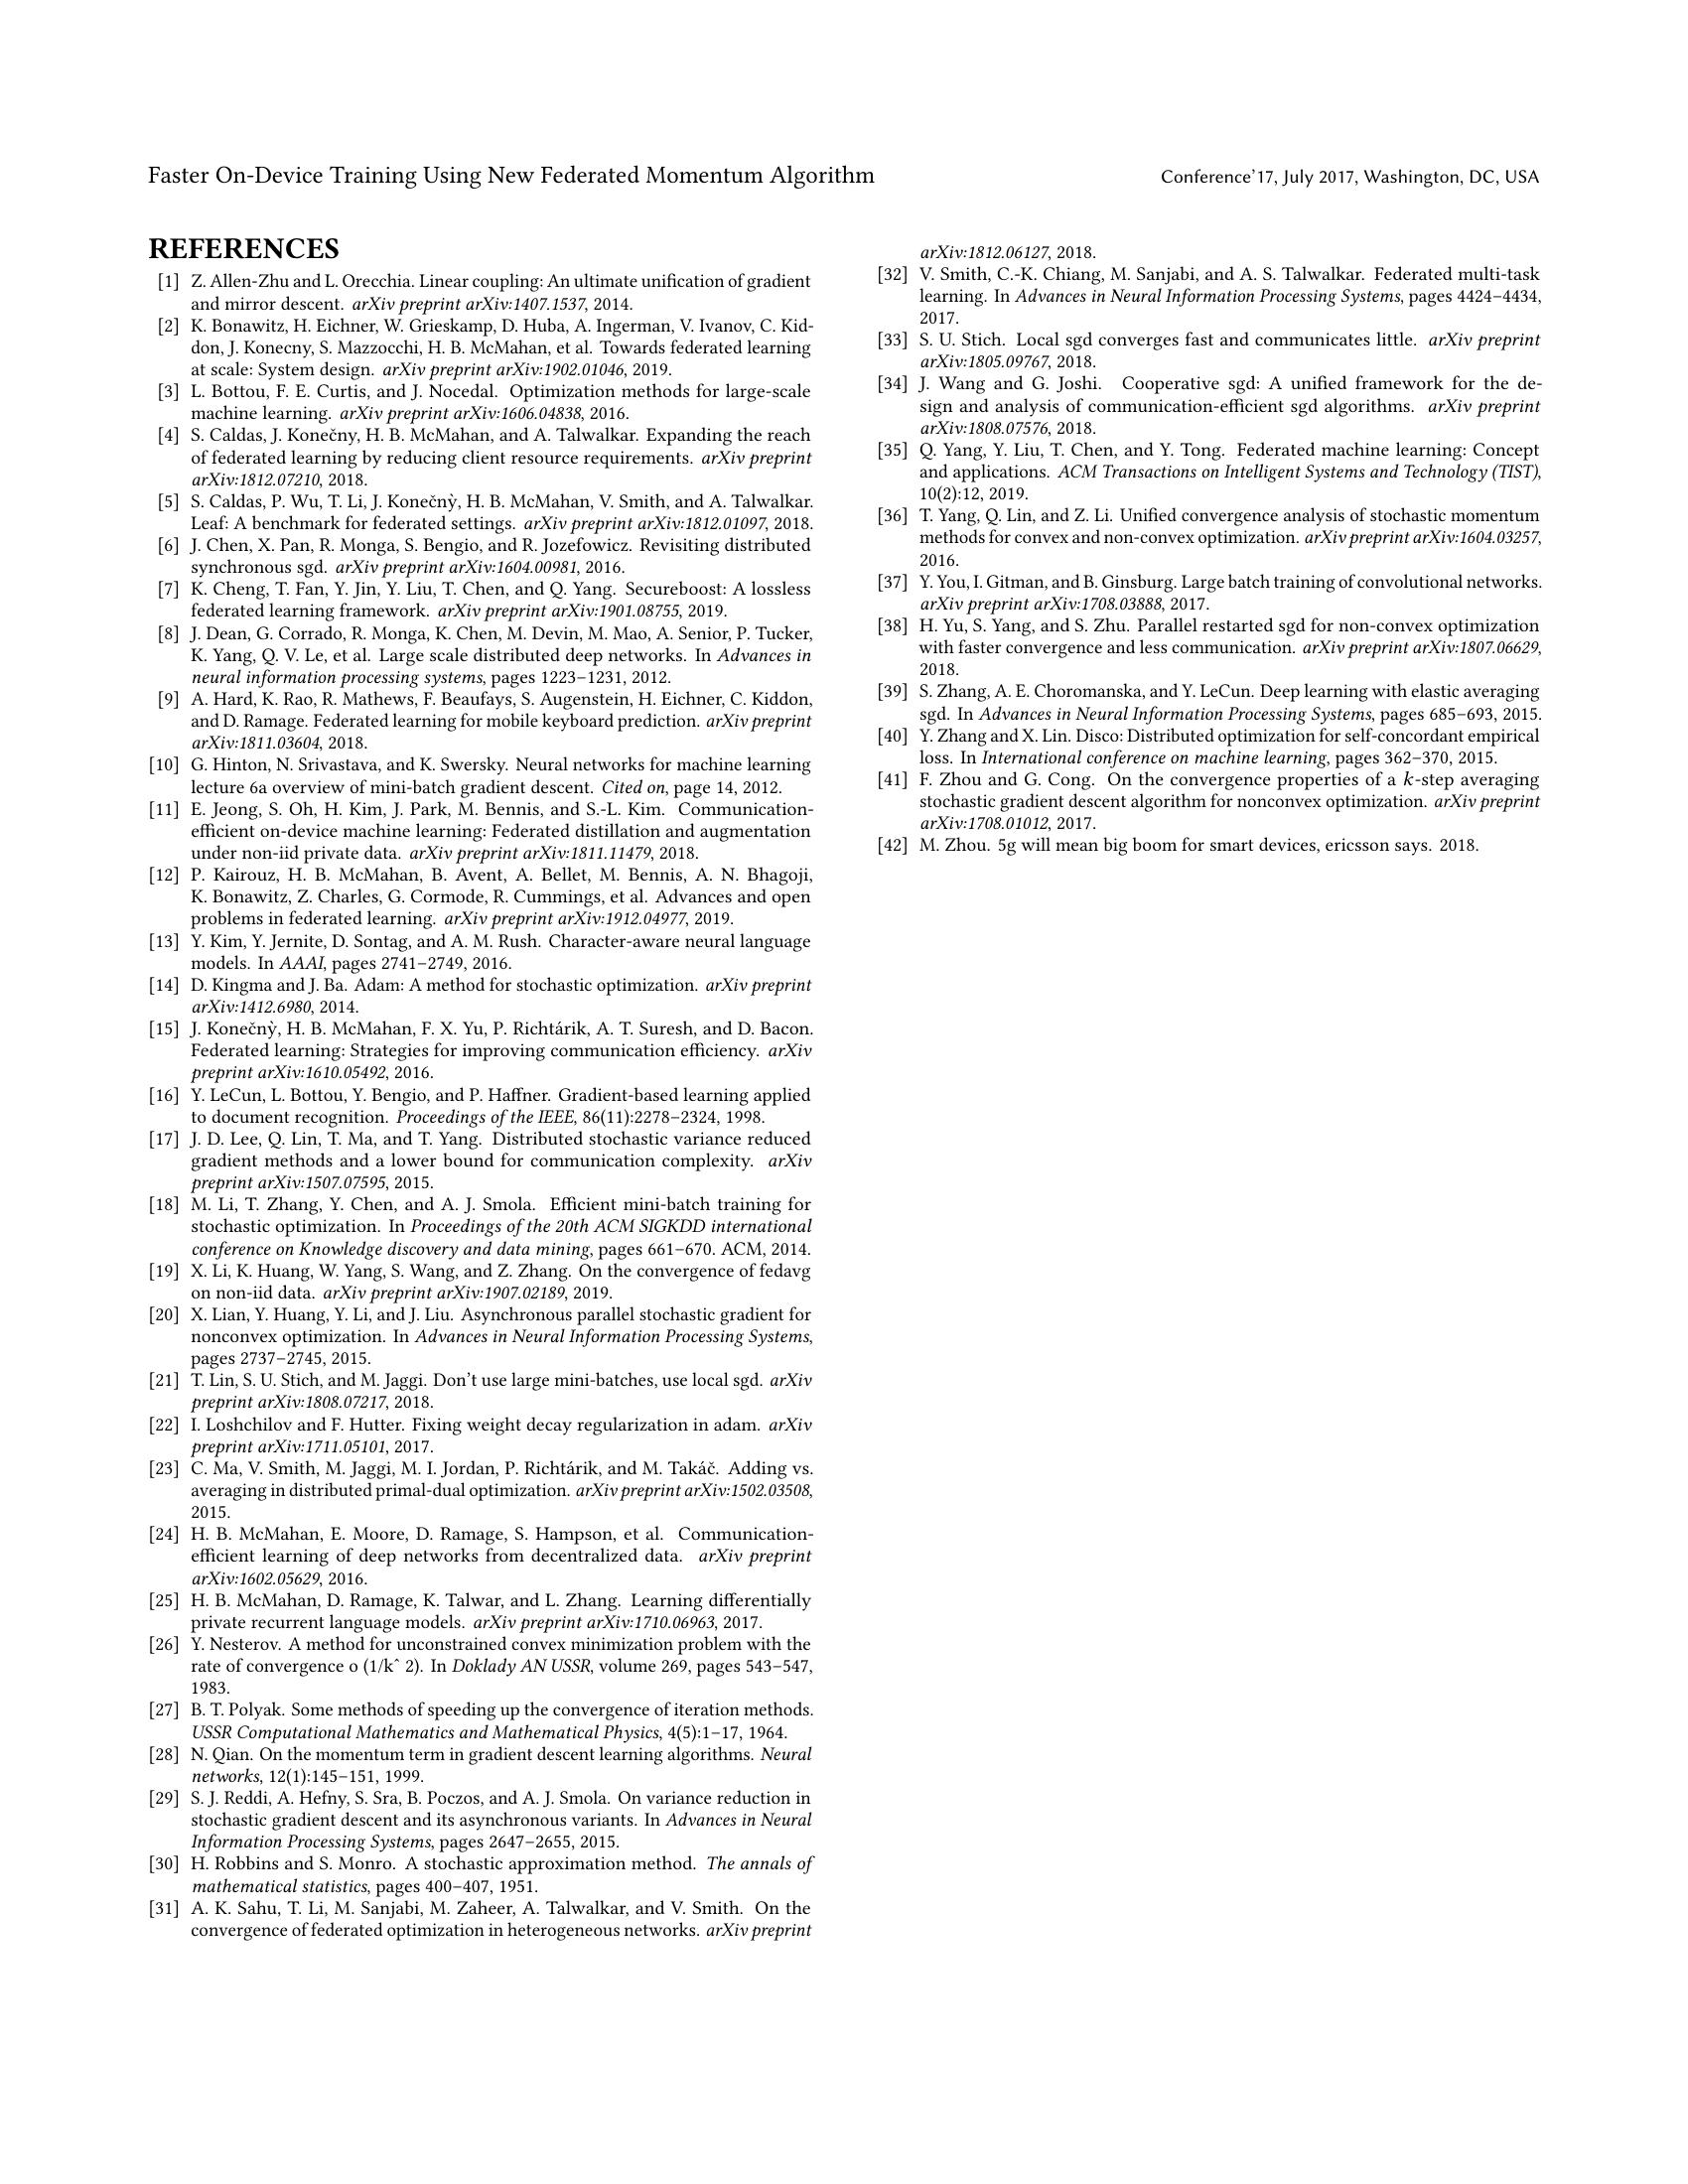 Faster On-Device Training Using New Federated Momentum Algorithm
Conference'17, July 2017, Washington, DC, USA
REFERENCES
[1] Z. Allen-Zhu and L. Orecchia. Linear coupling: An ultimate unification of gradient
and mirror descent. arXiv preprint arXiv:1407.1537, 2014.
[2] K. Bonawitz, H. Eichner, W. Grieskamp, D. Huba, A. Ingerman, V. Ivanov, C. Kid-
don, J. Konecny, S. Mazzocchi, H. B. McMahan, et al. Towards federated learning
at scale: System design. arXiv preprint arXiv:1902.01046, 2019.
[3] L. Bottou, F. E. Curtis, and J. Nocedal. Optimization methods for large-scale
machine learning. arXiv preprint arXiv:1606.04838, 2016.
[4] S. Caldas, J. Konečny, H. B. McMahan, and A. Talwalkar. Expanding the reach
of federated learning by reducing client resource requirements. arXiv preprint
arXiv:1812.07210, 2018.
[5] S. Caldas, P. Wu, T. Li, J. Konečnỳ, H. B. McMahan, V. Smith, and A. Talwalkar.
Leaf: A benchmark for federated settings. arXiv preprint arXiv:1812.01097, 2018.
[6] J. Chen, X. Pan, R. Monga, S. Bengio, and R. Jozefowicz. Revisiting distributed
synchronous sgd. arXiv preprint arXiv:1604.00981, 2016.
[7] K. Cheng, T. Fan, Y. Jin, Y. Liu, T. Chen, and Q. Yang. Secureboost: A lossless
federated learning framework. arXiv preprint arXiv:1901.08755, 2019.
[8] J. Dean, G. Corrado, R. Monga, K. Chen, M. Devin, M. Mao, A. Senior, P. Tucker,
K. Yang, Q. V. Le, et al. Large scale distributed deep networks. In Advances in
neural information processing systems, pages 1223–1231, 2012.
[9] A. Hard, K. Rao, R. Mathews, F. Beaufays, S. Augenstein, H. Eichner, C. Kiddon,
and D. Ramage. Federated learning for mobile keyboard prediction. arXiv preprint
arXiv:1811.03604, 2018.
[10] G. Hinton, N. Srivastava, and K. Swersky. Neural networks for machine learning
lecture 6a overview of mini-batch gradient descent. Cited on, page 14, 2012.
[11] E. Jeong, S. Oh, H. Kim, J. Park, M. Bennis, and S.-L. Kim. Communication-
efficient on-device machine learning: Federated distillation and augmentation
under non-iid private data. arXiv preprint arXiv:1811.11479, 2018.
[12] P. Kairouz, H. B. McMahan, B. Avent, A. Bellet, M. Bennis, A. N. Bhagoji,
K. Bonawitz, Z. Charles, G. Cormode, R. Cummings, et al. Advances and open
problems in federated learning. arXiv preprint arXiv:1912.04977, 2019.
[13] Y. Kim, Y. Jernite, D. Sontag, and A. M. Rush. Character-aware neural language
models. In AAAI, pages 2741–2749, 2016.
[14] D. Kingma and J. Ba. Adam: A method for stochastic optimization. arXiv preprint
arXiv:1412.6980, 2014.
[15] J. Konečnỳ, H. B. McMahan, F. X. Yu, P. Richtárik, A. T. Suresh, and D. Bacon.
Federated learning: Strategies for improving communication efficiency. arXiv
preprint arXiv:1610.05492, 2016.
[16] Y. LeCun, L. Bottou, Y. Bengio, and P. Haffner. Gradient-based learning applied
to document recognition. Proceedings of the IEEE, 86(11):2278–2324, 1998.
[17] J. D. Lee, Q. Lin, T. Ma, and T. Yang. Distributed stochastic variance reduced
gradient methods and a lower bound for communication complexity. arXiv
preprint arXiv:1507.07595, 2015.
[18] M. Li, T. Zhang, Y. Chen, and A. J. Smola. Efficient mini-batch training for
stochastic optimization. In Proceedings of the 20th ACM SIGKDD international
conference on Knowledge discovery and data mining, pages 661–670. ACM, 2014.
[19] X. Li, K. Huang, W. Yang, S. Wang, and Z. Zhang. On the convergence of fedavg
on non-iid data. arXiv preprint arXiv:1907.02189, 2019.
[20] X. Lian, Y. Huang, Y. Li, and J. Liu. Asynchronous parallel stochastic gradient for
nonconvex optimization. In Advances in Neural Information Processing Systems,
pages 2737–2745, 2015.
[21] T. Lin, S. U. Stich, and M. Jaggi. Don't use large mini-batches, use local sgd. arXiv
preprint arXiv:1808.07217, 2018.
[22] I. Loshchilov and F. Hutter. Fixing weight decay regularization in adam. arXiv
preprint arXiv:1711.05101, 2017.
[23] C. Ma, V. Smith, M. Jaggi, M. I. Jordan, P. Richtárik, and M. Takáč. Adding vs.
averaging in distributed primal-dual optimization. arXiv preprint arXiv:1502.03508,
2015.
[24] H. B. McMahan, E. Moore, D. Ramage, S. Hampson, et al. Communication-
efficient learning of deep networks from decentralized data. arXiv preprint
arXiv:1602.05629, 2016.
[25] H. B. McMahan, D. Ramage, K. Talwar, and L. Zhang. Learning differentially
private recurrent language models. arXiv preprint arXiv:1710.06963, 2017.
[26] Y. Nesterov. A method for unconstrained convex minimization problem with the
rate of convergence o (1/kˆ 2). In Doklady AN USSR, volume 269, pages 543–547,
1983.
[27] B. T. Polyak. Some methods of speeding up the convergence of iteration methods.
USSR Computational Mathematics and Mathematical Physics, 4(5):1–17, 1964.
[28] N. Qian. On the momentum term in gradient descent learning algorithms. Neural
networks, 12(1):145–151, 1999.
[29] S. J. Reddi, A. Hefny, S. Sra, B. Poczos, and A. J. Smola. On variance reduction in
stochastic gradient descent and its asynchronous variants. In Advances in Neural
Information Processing Systems, pages 2647–2655, 2015.
[30] H. Robbins and S. Monro. A stochastic approximation method. The annals of
mathematical statistics, pages 400–407, 1951.
[31] A. K. Sahu, T. Li, M. Sanjabi, M. Zaheer, A. Talwalkar, and V. Smith. On the
convergence of federated optimization in heterogeneous networks. arXiv preprint
arXiv:1812.06127, 2018.
[32] V. Smith, C.-K. Chiang, M. Sanjabi, and A. S. Talwalkar. Federated multi-task
learning. In Advances in Neural Information Processing Systems, pages 4424–4434,
2017.
[33] S. U. Stich. Local sgd converges fast and communicates little. arXiv preprint
arXiv:1805.09767, 2018.
[34] J. Wang and G. Joshi. Cooperative sgd: A unified framework for the de-
sign and analysis of communication-efficient sgd algorithms. arXiv preprint
arXiv:1808.07576, 2018.
[35] Q. Yang, Y. Liu, T. Chen, and Y. Tong. Federated machine learning: Concept
and applications. ACM Transactions on Intelligent Systems and Technology (TIST),
10(2):12, 2019.
[36] T. Yang, Q. Lin, and Z. Li. Unified convergence analysis of stochastic momentum
methods for convex and non-convex optimization. arXiv preprint arXiv:1604.03257,
2016.
[37] Y. You, I. Gitman, and B. Ginsburg. Large batch training of convolutional networks.
arXiv preprint arXiv:1708.03888, 2017.
[38] H. Yu, S. Yang, and S. Zhu. Parallel restarted sgd for non-convex optimization
with faster convergence and less communication. arXiv preprint arXiv:1807.06629,
2018.
[39] S. Zhang, A. E. Choromanska, and Y. LeCun. Deep learning with elastic averaging
sgd. In Advances in Neural Information Processing Systems, pages 685–693, 2015.
[40] Y. Zhang and X. Lin. Disco: Distributed optimization for self-concordant empirical
loss. In International conference on machine learning, pages 362–370, 2015.
[41] F. Zhou and G. Cong. On the convergence properties of a k-step averaging
stochastic gradient descent algorithm for nonconvex optimization. arXiv preprint
arXiv:1708.01012, 2017.
[42] M. Zhou. 5g will mean big boom for smart devices, ericsson says. 2018.